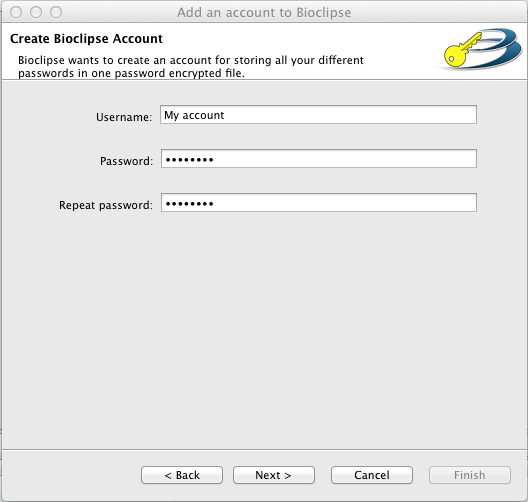 Add an account to Bioclipse
Create Bioclipse Account
Bioclipse wants to create an account for storing all your different
passwords in one password encrypted file.
Username: My account
Password: ••••••••
Repeat password: ••••••••
< Back Next > Cancel Finish